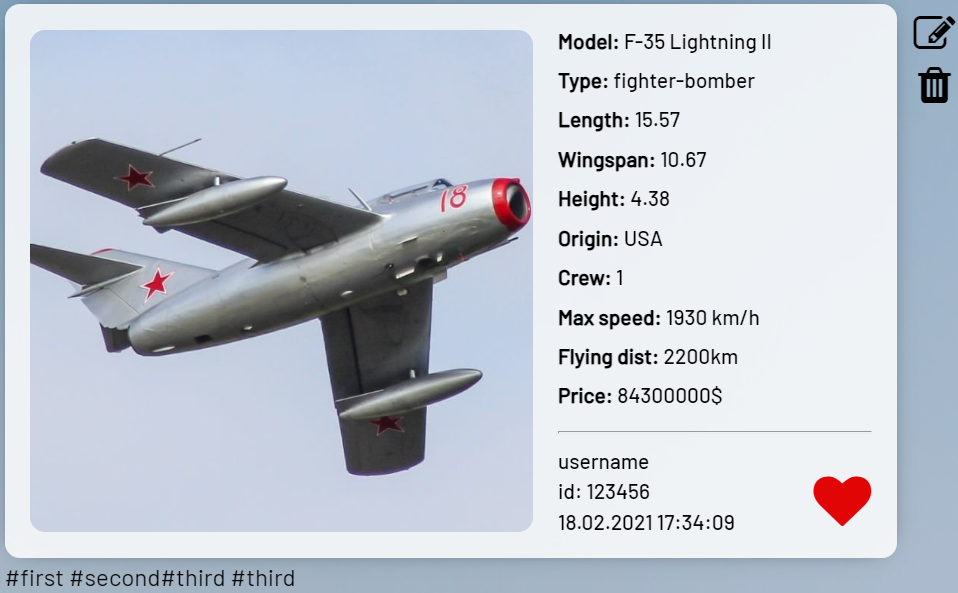 18
Model: F-35 Lightning II
Type: fighter-bomber
Length: 15.57
Wingspan: 10.67
Height: 4.38
Origin: USA
Crew: 1
Max speed: 1930 km/h
Flying dist: 2200km
Price: 84300000$
username
id: 123456
18.02.2021 17:34:09
#first #second#third #third